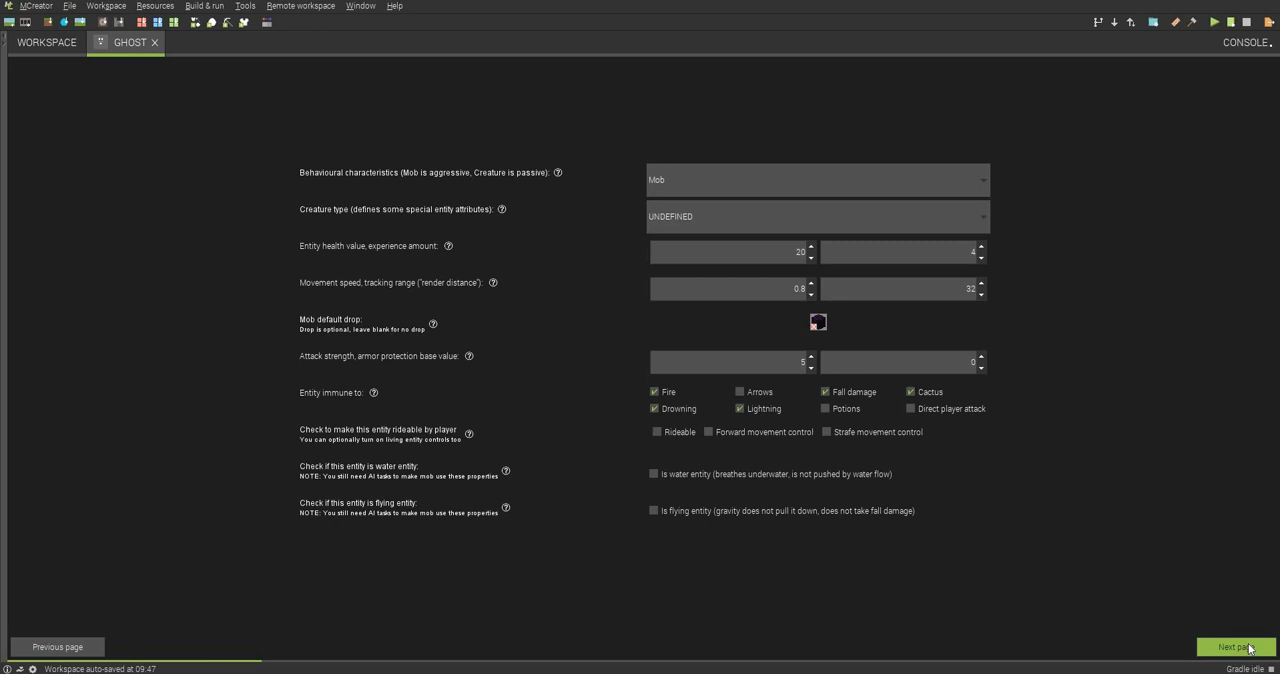 MCreator File Workspace Resources Build & run Tools Remote workspace Window Help
WORKSPACE GHOST CONSOLE
Behavioural characteristics (Mob is aggressive, Creature is passive): Mob
Creature type (defines some special entity attributes): UNDEFINED
Entity health value, experience amount: 20 4
Movement speed, tracking range ("render distance"): 0.8 32
Mob default drop:
Drop is optional, leave blank for no drop
Attack strength, armor protection base value: 5 0
Entity immune to: Fire Arrows Fall damage Cactus
Drowning Lightning Potions Direct player attack
Check to make this entity rideable by player
You can optionally turn on living entity controls too
Rideable Forward movement control Strafe movement control
Check if this entity is water entity:
NOTE: You still need AI tasks to make mob use these properties
Is water entity (breathes underwater, is not pushed by water flow)
Check if this entity is flying entity:
NOTE: You still need AI tasks to make mob use these properties
Is flying entity (gravity does not pull it down, does not take fall damage)
Previous page Next page
Workspace auto-saved at 09:47 Gradle idle